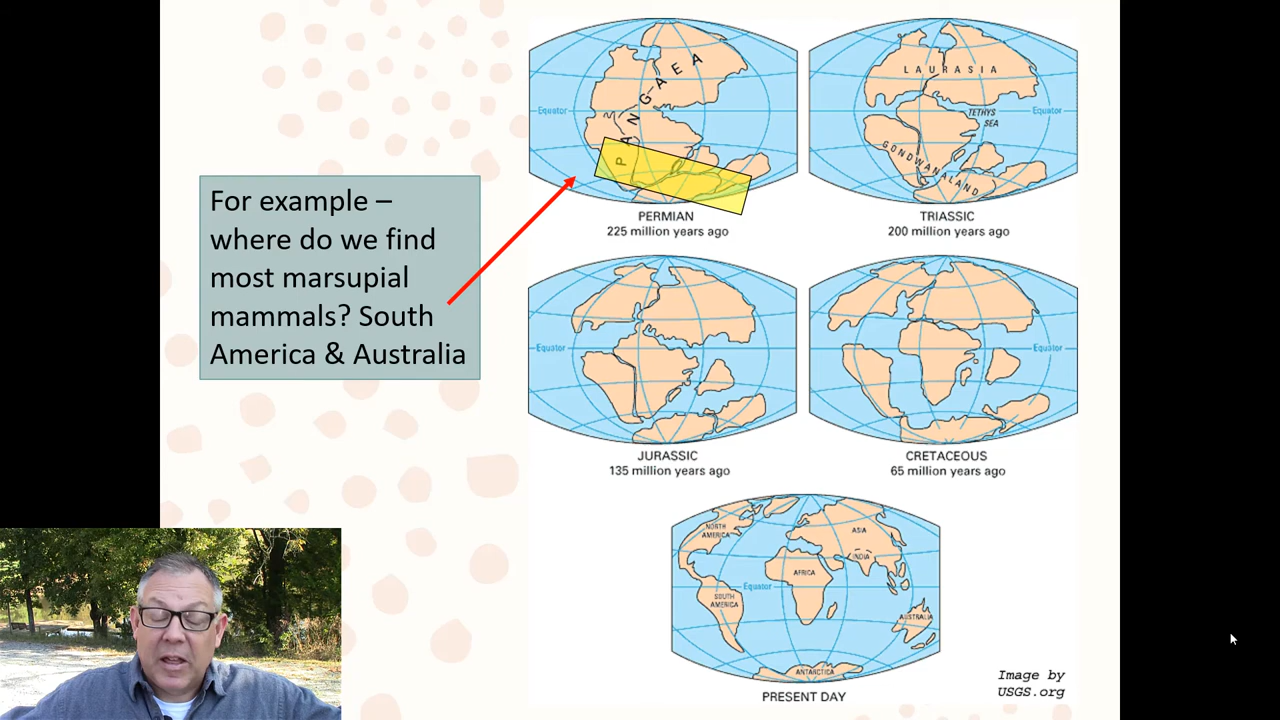 For example –
where do we find
most marsupial
mammals? South
America & Australia
Equator
PANGAEA
PERMIAN
225 million years ago
LAURASIA
Equator
TETHYS
SEA
GONDWANALAND
TRIASSIC
200 million years ago
Equator
JURASSIC
135 million years ago
Equator
CRETACEOUS
65 million years ago
NORTH
AMERICA
ASIA
INDIA
AFRICA
Equator
SOUTH
AMERICA
AUSTRALIA
ANTARCTICA
PRESENT DAY
Image by
USGS.org